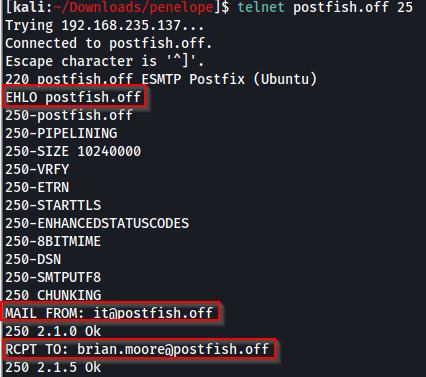 [kali:~/Downloads/penelope]$ telnet postfish.off 25
Trying 192.168.235.137...
Connected to postfish.off.
Escape character is '^]'.
220 postfish.off ESMTP Postfix (Ubuntu)
EHLO postfish.off
250-postfish.off
250-PIPELINING
250-SIZE 10240000
250-VRFY
250-ETRN
250-STARTTLS
250-ENHANCEDSTATUSCODES
250-8BITMIME
250-DSN
250-SMTPUTF8
250 CHUNKING
MAIL FROM: it@postfish.off
250 2.1.0 Ok
RCPT TO: brian.moore@postfish.off
250 2.1.5 Ok